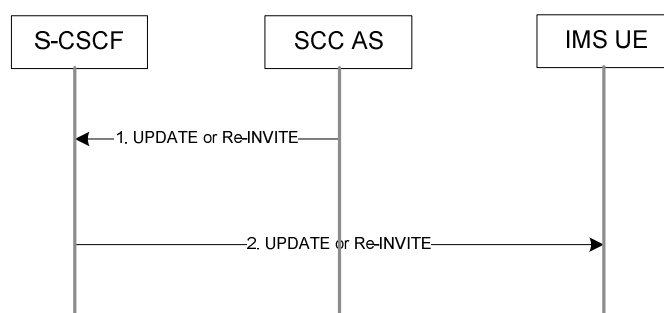 S-CSCF
SCC AS
IMS UE
1. UPDATE or Re-INVITE
2. UPDATE or Re-INVITE